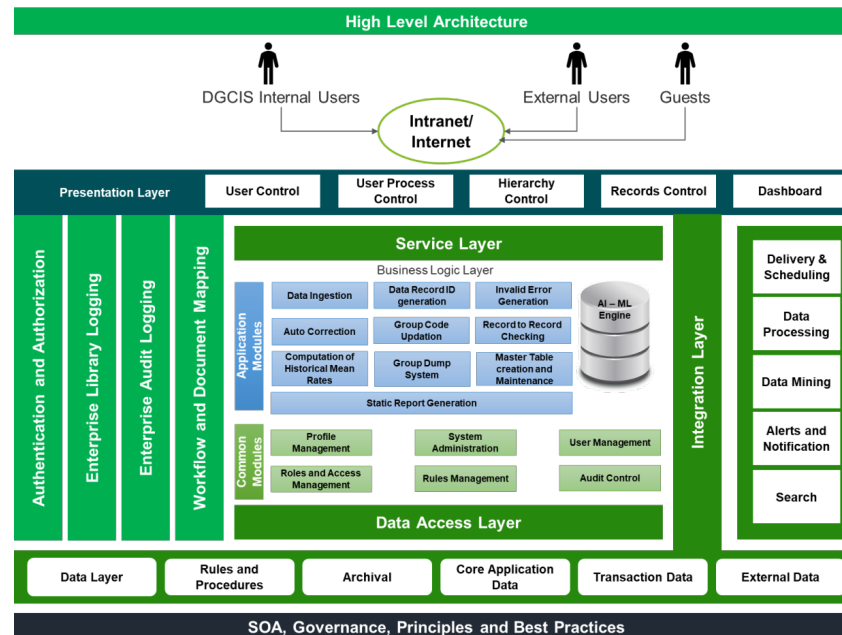 High Level Architecture
DGCIS Internal Users
External Users
Guests
Intranet/
Internet
Presentation Layer
User Control
User Process
Control
Hierarchy
Control
Records Control
Dashboard
Authentication and Authorization
Enterprise Library Logging
Enterprise Audit Logging
Workflow and Document Mapping
Service Layer
Business Logic Layer
Application
Modules
Data Ingestion
Data Record ID
generation
Invalid Error
Generation
Auto Correction
Group Code
Updation
Record to Record
Checking
Computation of
Historical Mean
Rates
Group Dump
System
Master Table
creation and
Maintenance
Static Report Generation
AI – ML
Engine
Common
Modules
Profile
Management
System
Administration
User Management
Roles and Access
Management
Rules Management
Audit Control
Data Access Layer
Integration Layer
Delivery &
Scheduling
Data
Processing
Data Mining
Alerts and
Notification
Search
Data Layer
Rules and
Procedures
Archival
Core Application
Data
Transaction Data
External Data
SOA, Governance, Principles and Best Practices